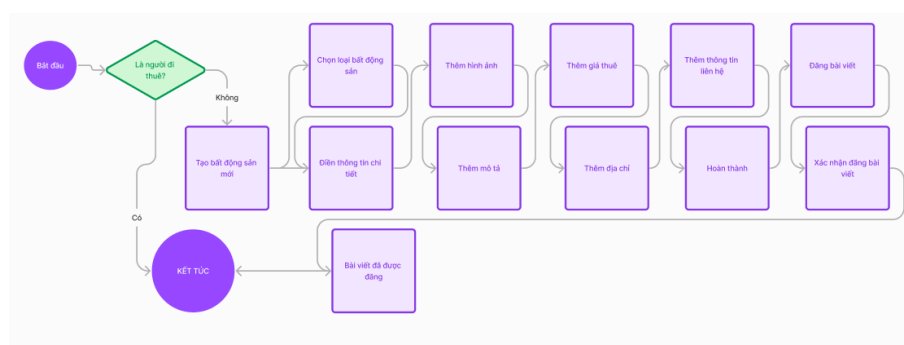 Bắt đầu
Là người đi
thuê?
Không
Có
Tạo bất động sản
mới
Chọn loại bất động
sản
Điền thông tin chi
tiết
Thêm hình ảnh
Thêm mô tả
Thêm giá thuê
Thêm địa chỉ
Thêm thông tin
liên hệ
Hoàn thành
Đăng bài viết
Xác nhận đăng bài
viết
Bài viết đã được
đăng
KẾT TÚC